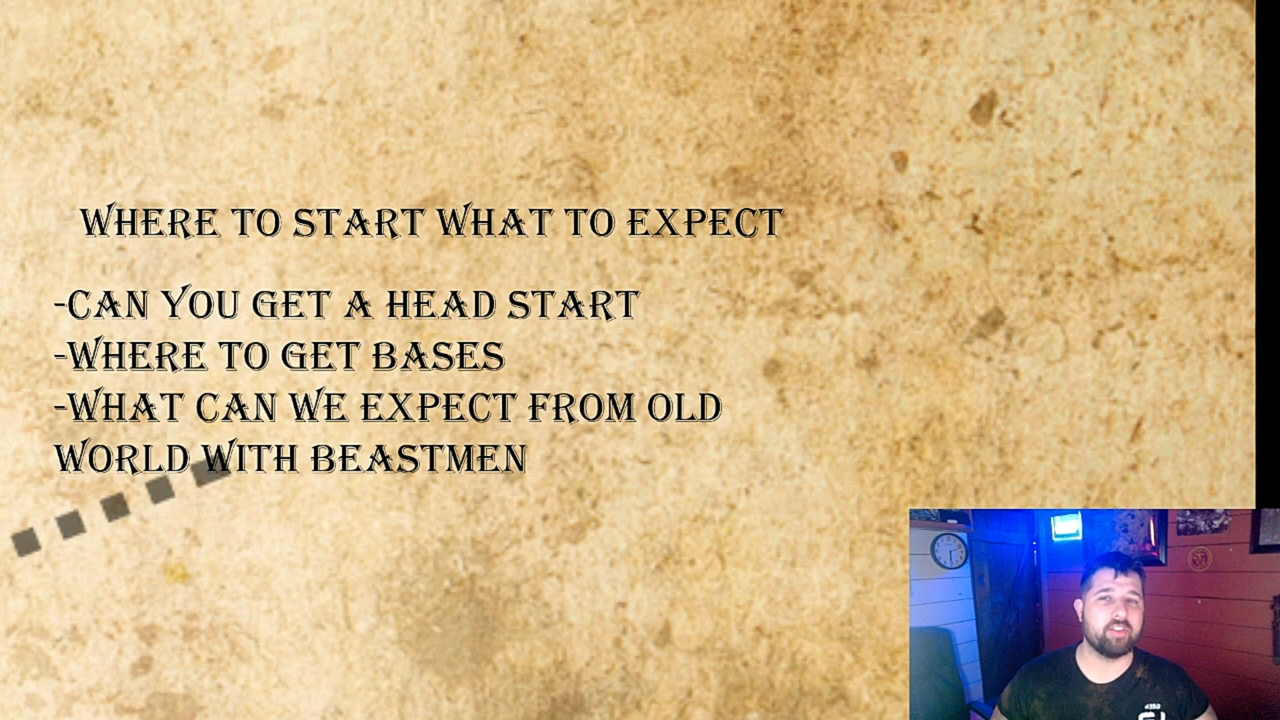 WHERE TO START WHAT TO EXPECT
-CAN YOU GET A HEAD START
-WHERE TO GET BASES
-WHAT CAN WE EXPECT FROM OLD
WORLD WITH BEASTMEN